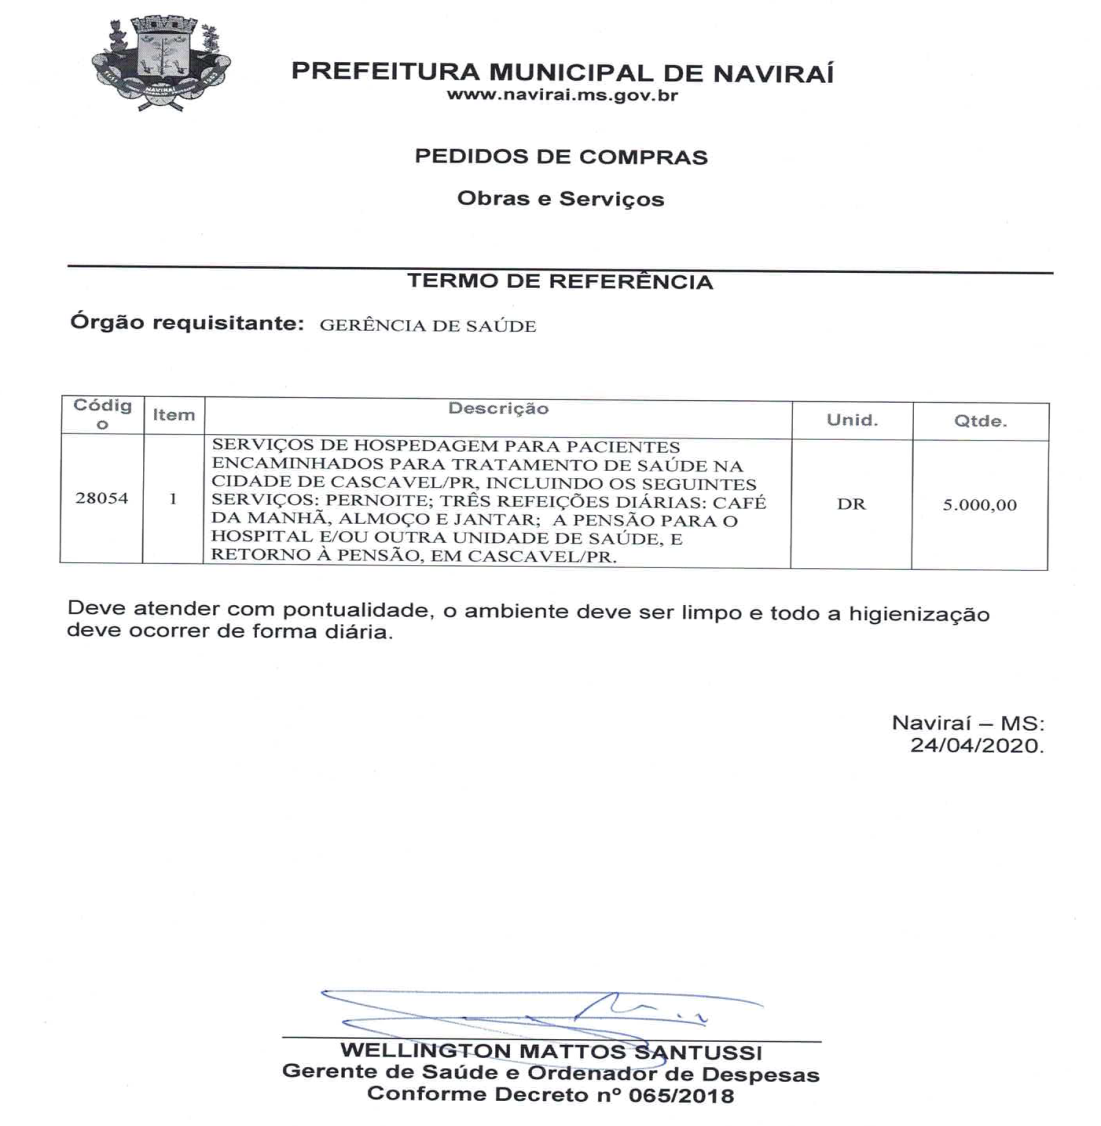 NAVIRAÍ
PREFEITURA MUNICIPAL DE NAVIRAÍ
www.navirai.ms.gov.br
PEDIDOS DE COMPRAS
Obras e Serviços
TERMO DE REFERÊNCIA
Órgão requisitante: GERÊNCIA DE SAÚDE
Códig
o
Item
Descrição
Unid.
Qtde.
28054
1
SERVIÇOS DE HOSPEDAGEM PARA PACIENTES
ENCAMINHADOS PARA TRATAMENTO DE SAÚDE NA
CIDADE DE CASCAVEL/PR, INCLUINDO OS SEGUINTES
SERVIÇOS: PERNOITE; TRÊS REFEIÇÕES DIÁRIAS: CAFÉ
DA MANHÃ, ALMOÇO E JANTAR; A PENSÃO PARA O
HOSPITAL E/OU OUTRA UNIDADE DE SAÚDE, E
RETORNO À PENSÃO, EM CASCAVEL/PR.
DR
5.000,00
Deve atender com pontualidade, o ambiente deve ser limpo e todo a higienização
deve ocorrer de forma diária.
Naviraí – MS:
24/04/2020.
WELLINGTON MATTOS SANTUSSI
Gerente de Saúde e Ordenador de Despesas
Conforme Decreto nº 065/2018